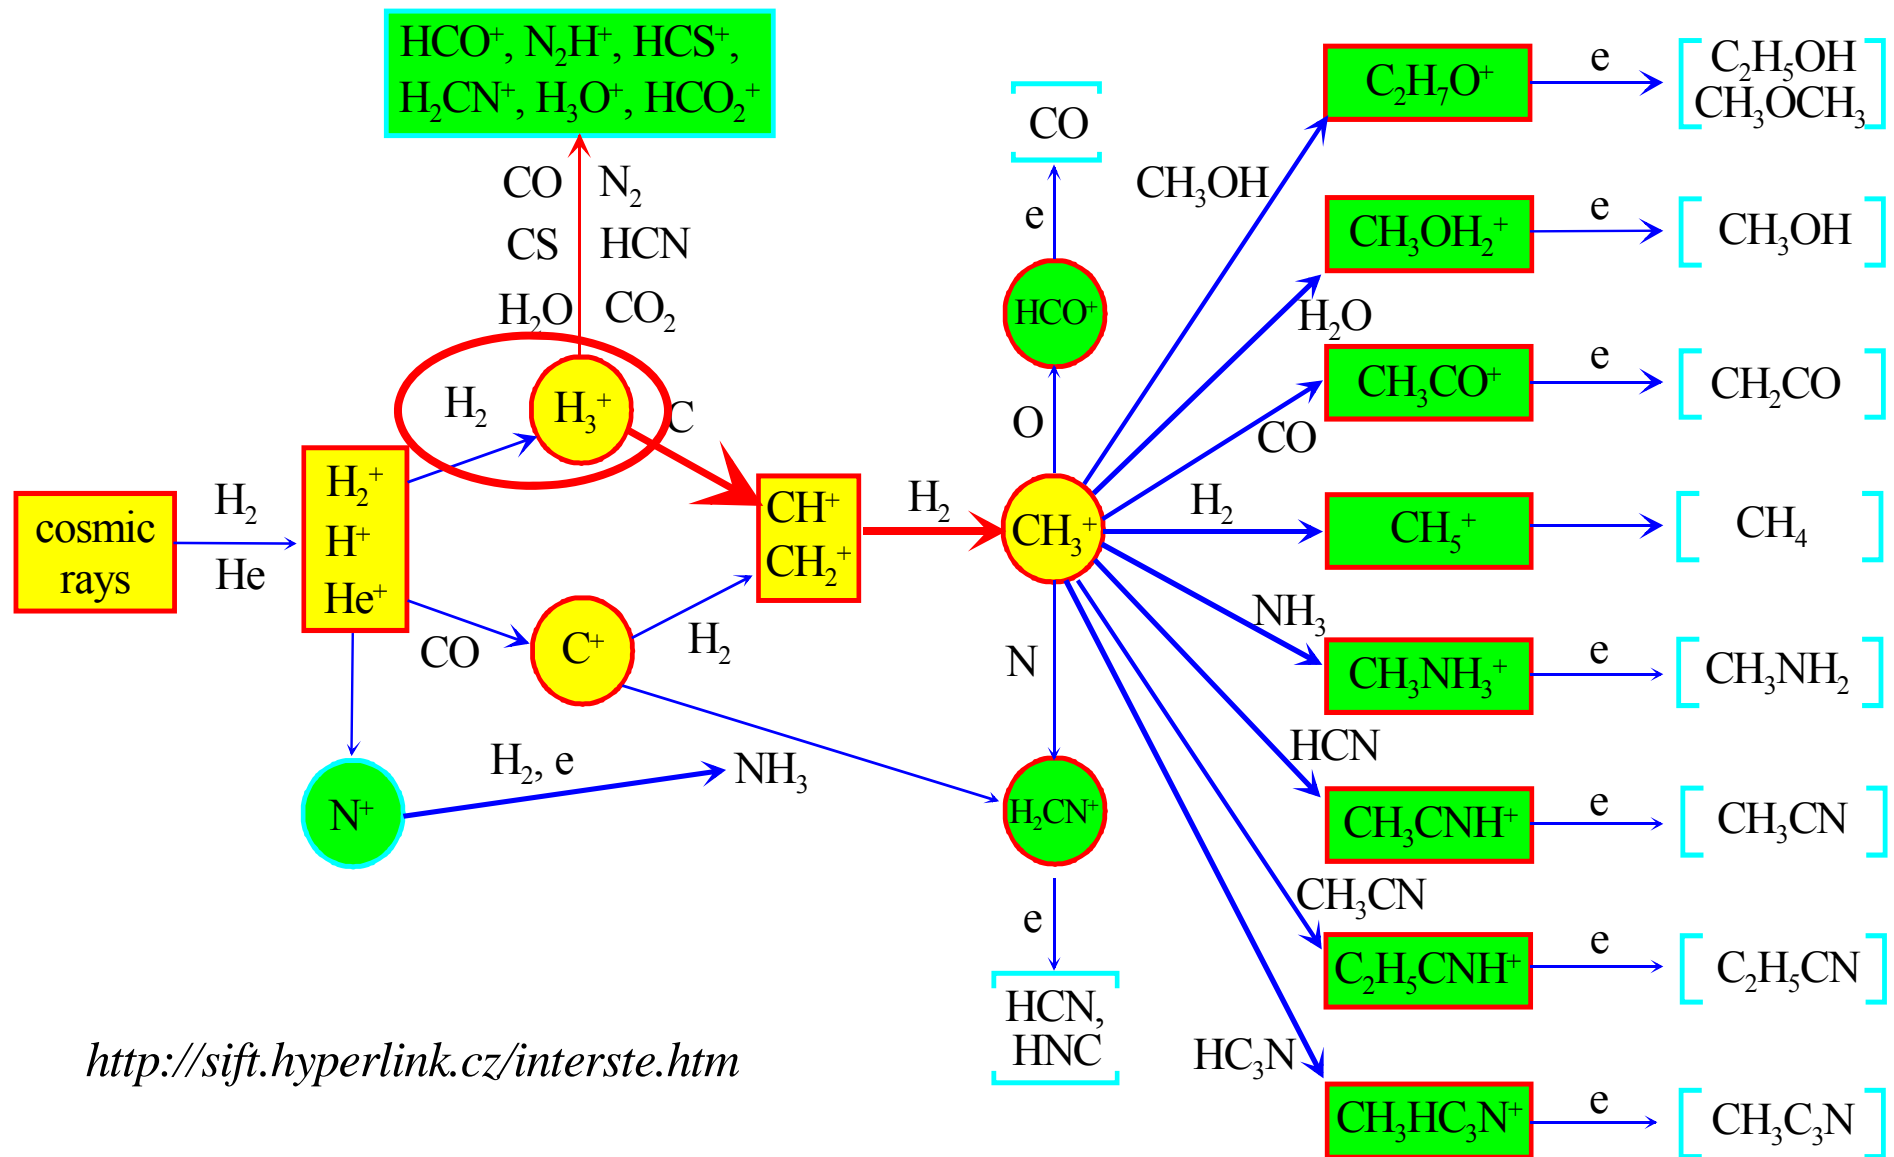 HCO⁺, N₂H⁺, HCS⁺,
H₂CN⁺, H₃O⁺, HCO₂⁺
CO N₂
CS HCN
H₂O CO₂
H₂
H₃⁺
C
cosmic
rays
H₂
He
H₂⁺
H⁺
He⁺
CO
C⁺
H₂
N⁺
H₂, e
NH₃
CH⁺
CH₂⁺
H₂
CO
e
HCO⁺
O
CH₃⁺
N
H₂CN⁺
e
HCN,
HNC
CH₃OH
C₂H₇O⁺
e
C₂H₅OH
CH₃OCH₃
H₂O
CH₃OH₂⁺
e
CH₃OH
CO
CH₃CO⁺
e
CH₂CO
H₂
CH₅⁺
CH₄
NH₃
CH₃NH₃⁺
e
CH₃NH₂
HCN
CH₃CNH⁺
e
CH₃CN
CH₃CN
C₂H₅CNH⁺
e
C₂H₅CN
HC₃N
CH₃HC₃N⁺
e
CH₃C₃N
http://sift.hyperlink.cz/interste.htm